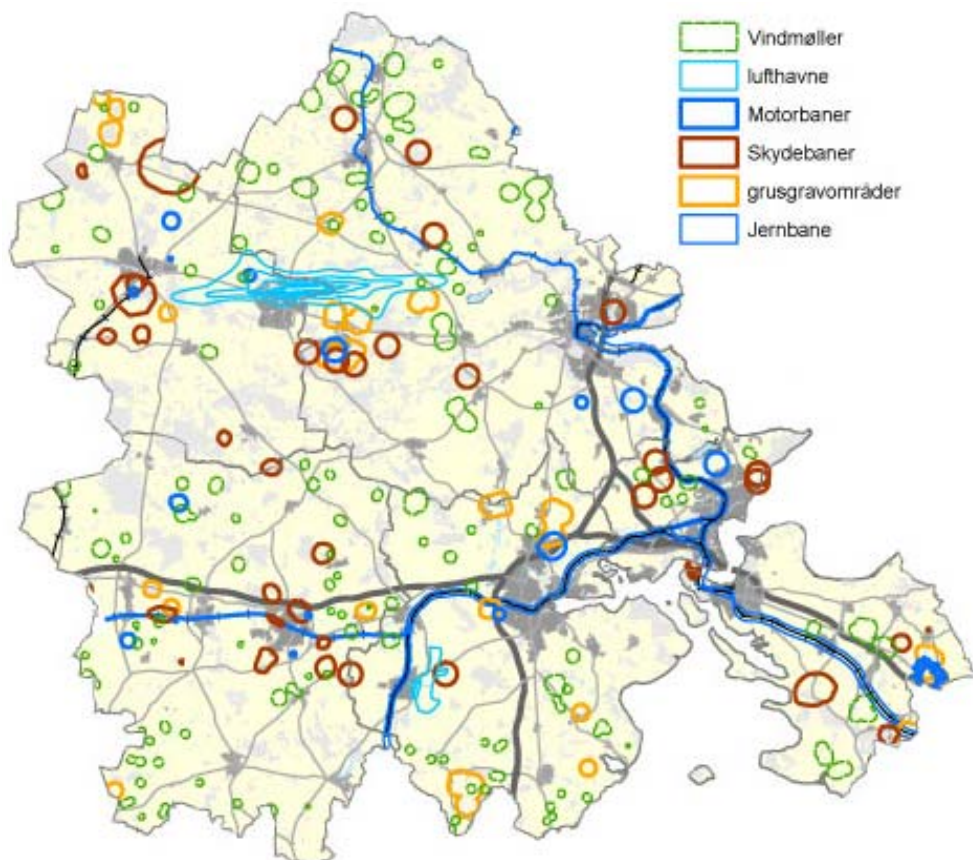 Vindmøller
lufthavne
Motorbaner
Skydebaner
grusgravområder
Jernbane